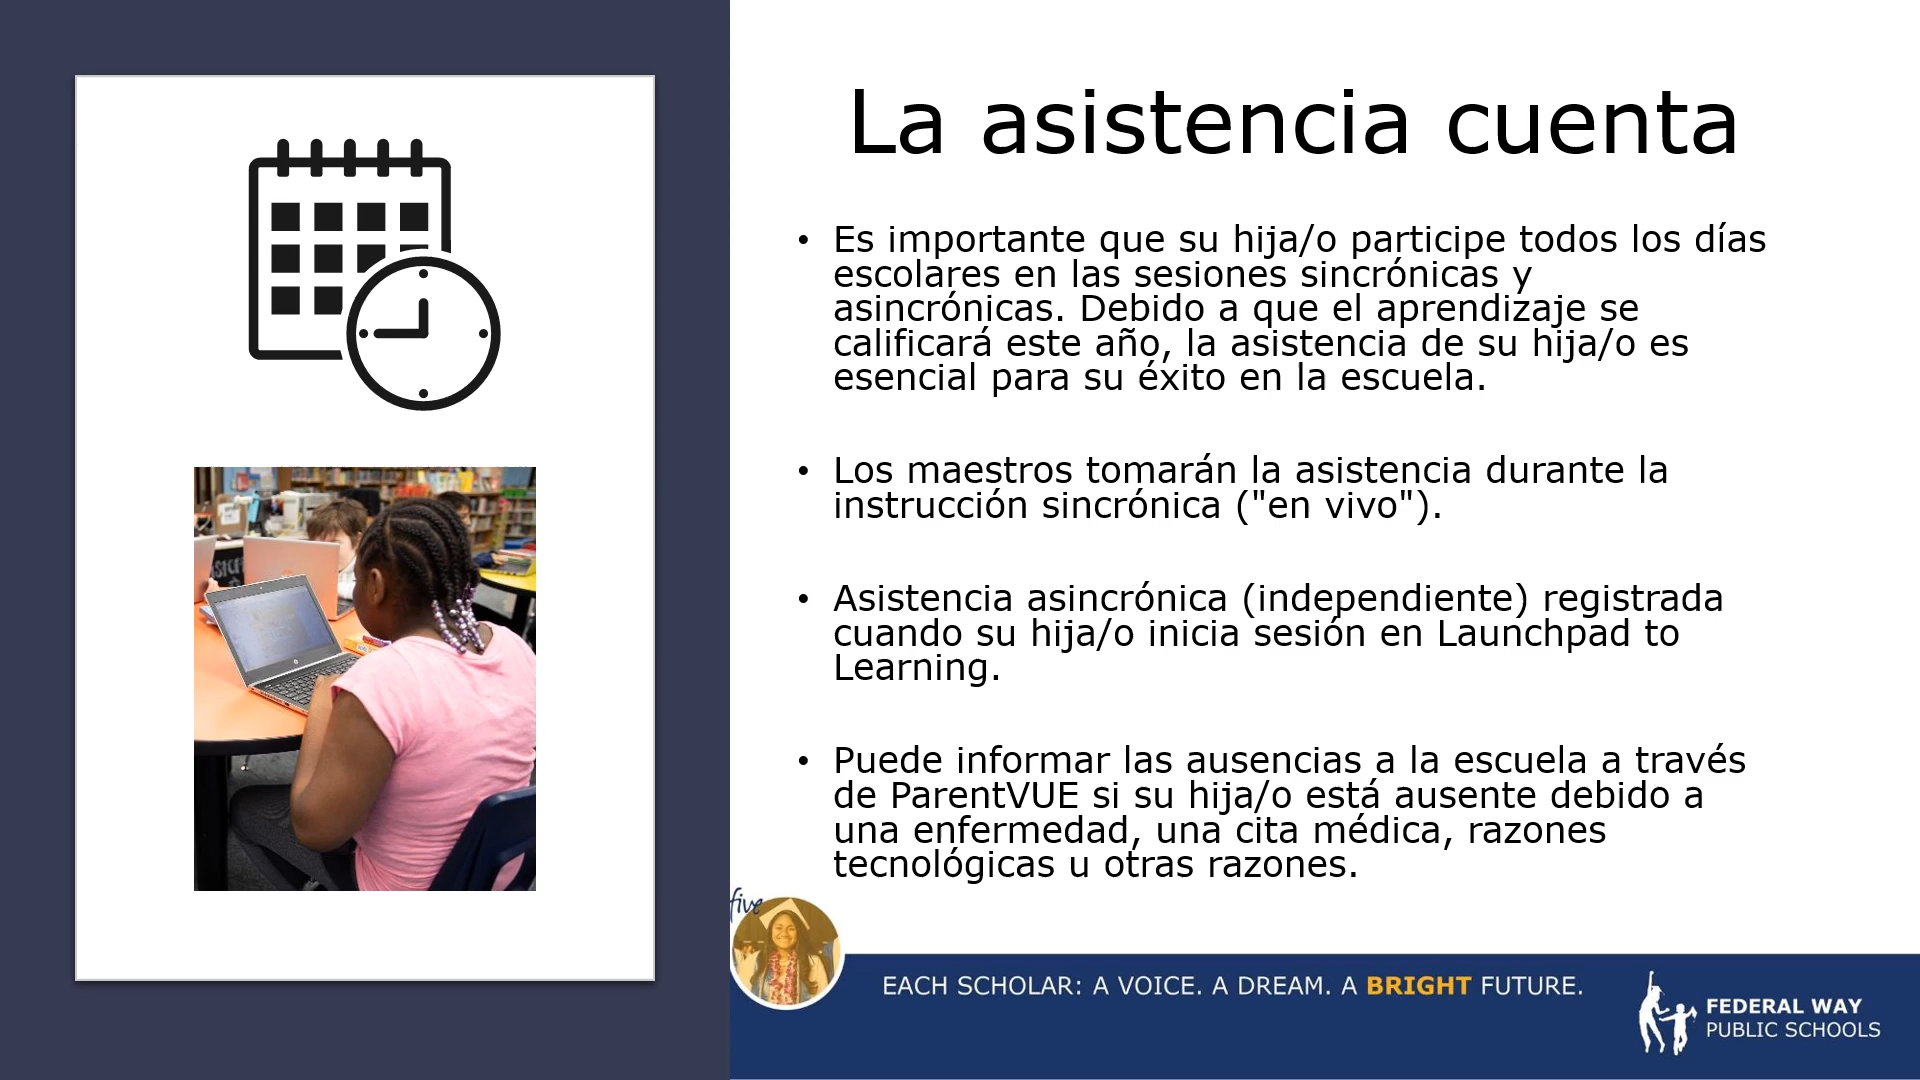 La asistencia cuenta
• Es importante que su hija/o participe todos los días
escolares en las sesiones sincrónicas y
asincrónicas. Debido a que el aprendizaje se
calificará este año, la asistencia de su hija/o es
esencial para su éxito en la escuela.
• Los maestros tomarán la asistencia durante la
instrucción sincrónica ("en vivo").
• Asistencia asincrónica (independiente) registrada
cuando su hija/o inicia sesión en Launchpad to
Learning.
• Puede informar las ausencias a la escuela a través
de ParentVUE si su hija/o está ausente debido a
una enfermedad, una cita médica, razones
tecnológicas u otras razones.
five
EACH SCHOLAR: A VOICE. A DREAM. A BRIGHT FUTURE.
FEDERAL WAY
PUBLIC SCHOOLS